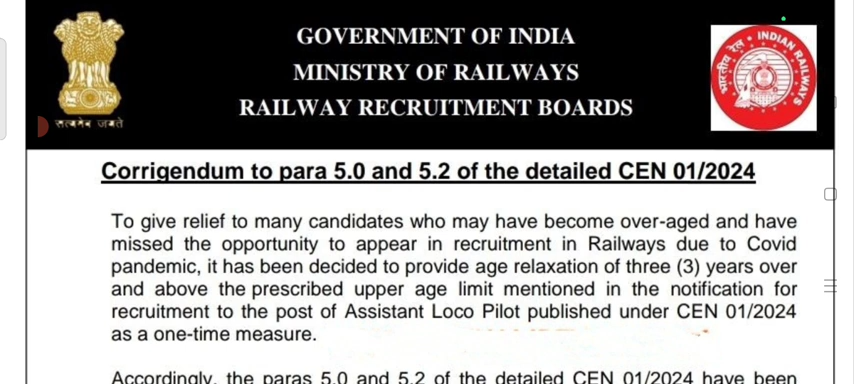 GOVERNMENT OF INDIA
MINISTRY OF RAILWAYS
RAILWAY RECRUITMENT BOARDS
सत्यमेव जयते
भारतीय रेल • INDIAN RAILWAYS
Corrigendum to para 5.0 and 5.2 of the detailed CEN 01/2024
To give relief to many candidates who may have become over-aged and have
missed the opportunity to appear in recruitment in Railways due to Covid
pandemic, it has been decided to provide age relaxation of three (3) years over
and above the prescribed upper age limit mentioned in the notification for
recruitment to the post of Assistant Loco Pilot published under CEN 01/2024
as a one-time measure.
Accordingly, the paras 5.0 and 5.2 of the detailed CEN 01/2024 have been